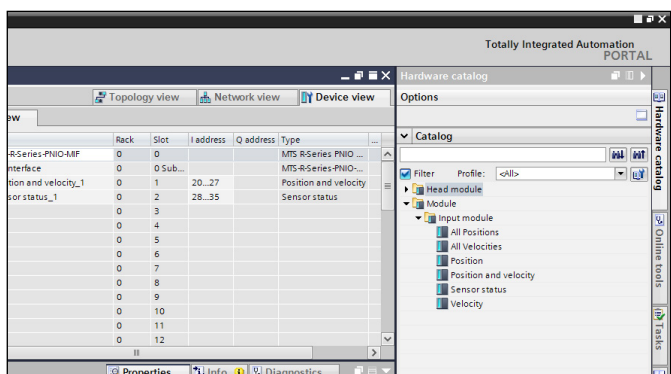 Totally Integrated Automation
PORTAL
Hardware catalog
Topology view
Network view
Device view
Options
ew
Rack Slot I address Q address Type ...
-R-Series-PNIO-MIF 0 0 MTS R-Series PNIO ...
nterface 0 0 Sub... MTS-R-Series-PNIO-...
tion and velocity_1 0 1 20...27 Position and velocity
sor status_1 0 2 28...35 Sensor status
0 3
0 4
0 5
0 6
0 7
0 8
0 9
0 10
0 11
0 12
Catalog
Filter Profile: <All>
Head module
Module
Input module
All Positions
All Velocities
Position
Position and velocity
Sensor status
Velocity
Hardware catalog
Online tools
Tasks
Properties
Info
Diagnostics